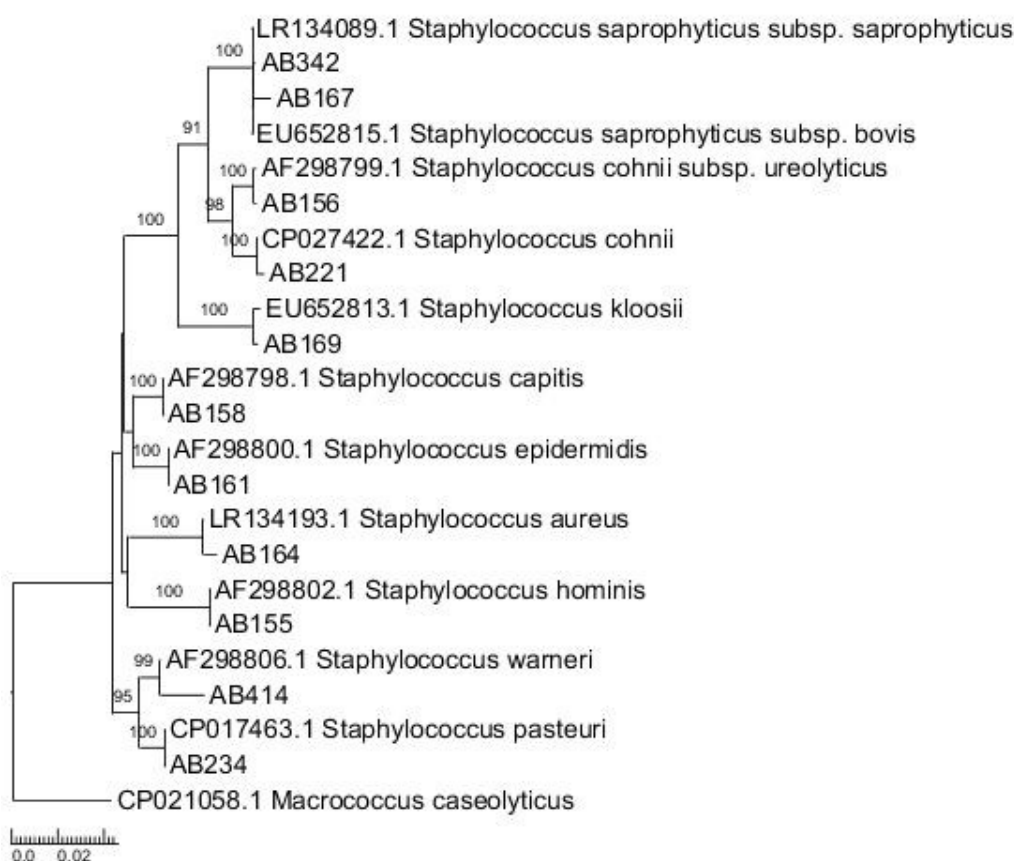 LR134089.1 Staphylococcus saprophyticus subsp. saprophyticus
100
AB342
AB167
91
EU652815.1 Staphylococcus saprophyticus subsp. bovis
100
AF298799.1 Staphylococcus cohnii subsp. ureolyticus
98
AB156
100
100
CP027422.1 Staphylococcus cohnii
AB221
100
EU652813.1 Staphylococcus kloosii
AB169
100
AF298798.1 Staphylococcus capitis
AB158
100
AF298800.1 Staphylococcus epidermidis
AB161
100
LR134193.1 Staphylococcus aureus
AB164
100
AF298802.1 Staphylococcus hominis
AB155
99
AF298806.1 Staphylococcus warneri
95
AB414
100
CP017463.1 Staphylococcus pasteuri
AB234
CP021058.1 Macrococcus caseolyticus
0.0 0.02